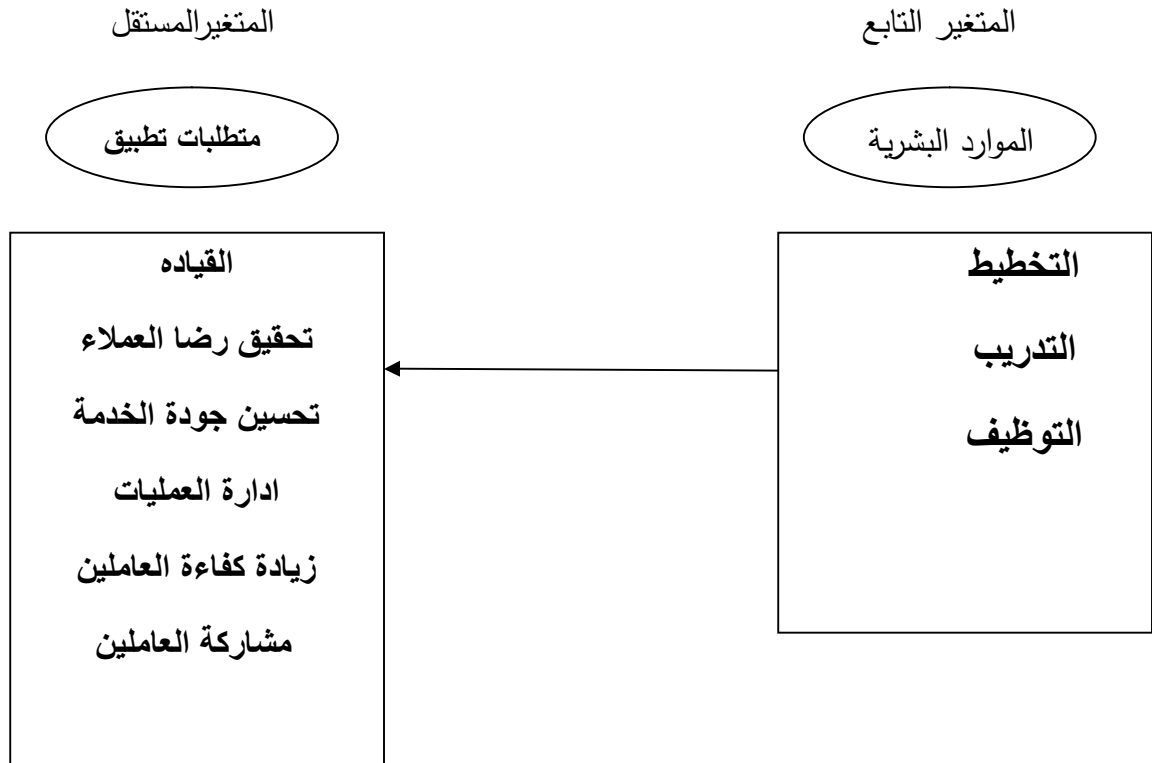 المتغير التابع
المتغيرالمستقل
الموارد البشرية
متطلبات تطبيق
التخطيط
التدريب
التوظيف
القياده
تحقيق رضا العملاء
تحسين جودة الخدمة
ادارة العمليات
زيادة كفاءة العاملين
مشاركة العاملين